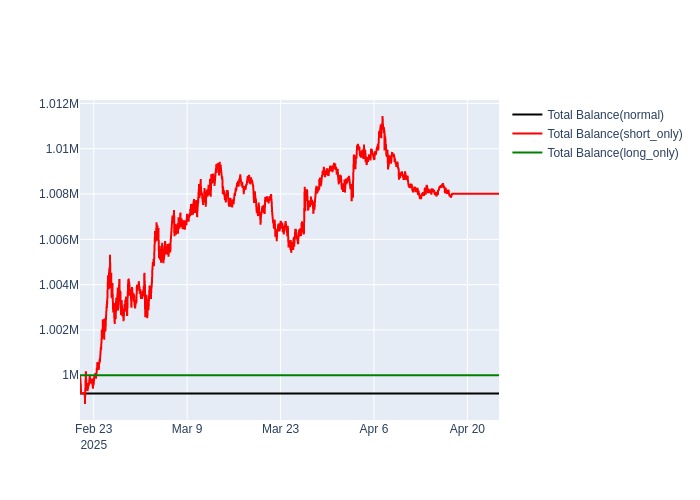 1.012M
1.01M
1.008M
1.006M
1.004M
1.002M
1M
Feb 23
2025
Mar 9
Mar 23
Apr 6
Apr 20
Total Balance(normal)
Total Balance(short_only)
Total Balance(long_only)